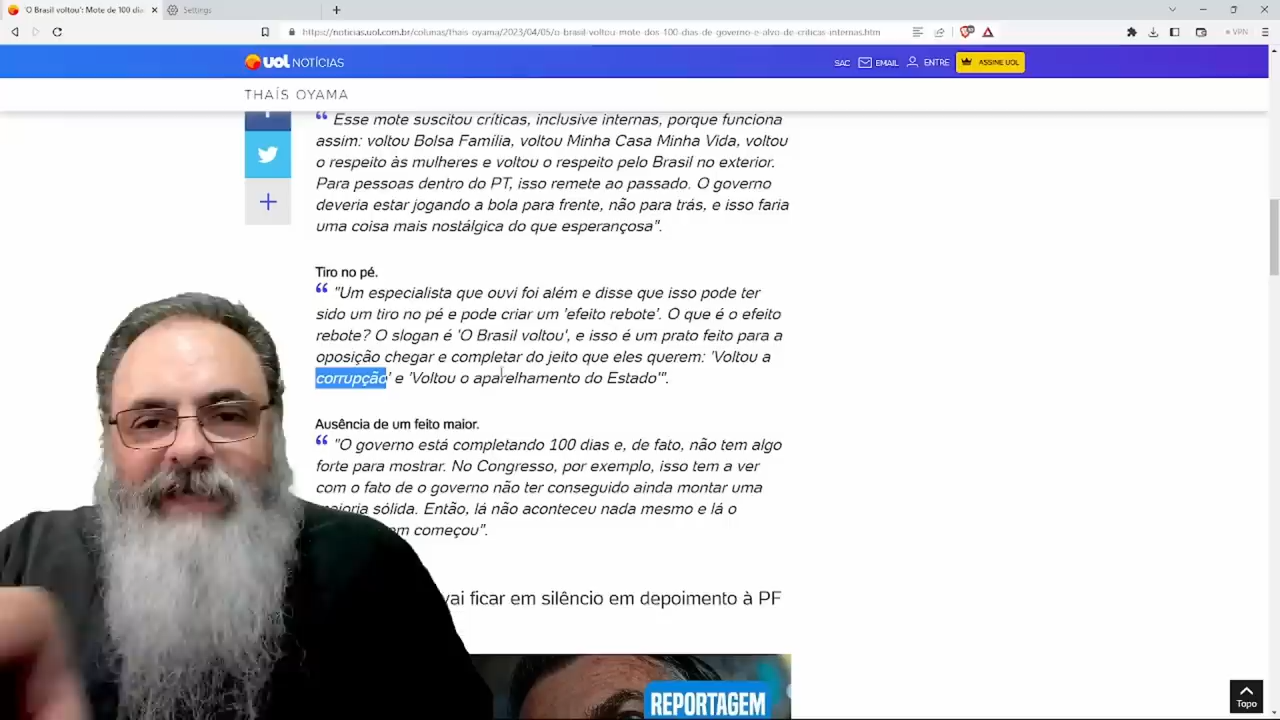 'O Brasil voltou': Mote de 100 dia
Settings
https://noticias.uol.com.br/colunas/thais-oyama/2023/04/05/o-brasil-voltou-mote-dos-100-dias-de-governo-e-alvo-de-criticas-internas.htm
VPN
UOL NOTÍCIAS
SAC
EMAIL
ENTRE
ASSINE UOL
THAÍS OYAMA
“ Esse mote suscitou críticas, inclusive internas, porque funciona
assim: voltou Bolsa Família, voltou Minha Casa Minha Vida, voltou
o respeito às mulheres e voltou o respeito pelo Brasil no exterior.
Para pessoas dentro do PT, isso remete ao passado. O governo
deveria estar jogando a bola para frente, não para trás, e isso faria
uma coisa mais nostálgica do que esperançosa".
Tiro no pé.
“ "Um especialista que ouvi foi além e disse que isso pode ter
sido um tiro no pé e pode criar um 'efeito rebote'. O que é o efeito
rebote? O slogan é 'O Brasil voltou', e isso é um prato feito para a
oposição chegar e completar do jeito que eles querem: 'Voltou a
corrupção' e 'Voltou o aparelhamento do Estado'".
Ausência de um feito maior.
“ "O governo está completando 100 dias e, de fato, não tem algo
forte para mostrar. No Congresso, por exemplo, isso tem a ver
com o fato de o governo não ter conseguido ainda montar uma
sólida. Então, lá não aconteceu nada mesmo e lá o
começou".
vai ficar em silêncio em depoimento à PF
REPORTAGEM
Topo